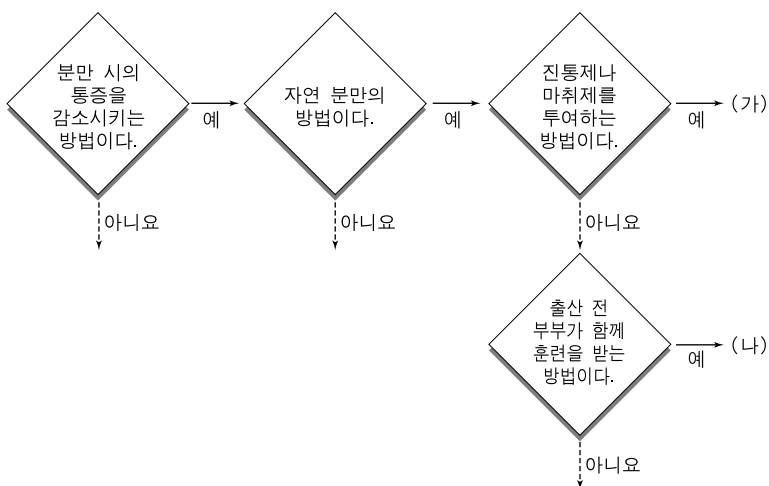 분만 시의
통증을
감소시키는
방법이다.
예
아니요
자연 분만의
방법이다.
예
아니요
진통제나
마취제를
투여하는
방법이다.
예
(가)
아니요
출산 전
부부가 함께
훈련을 받는
방법이다.
예
(나)
아니요